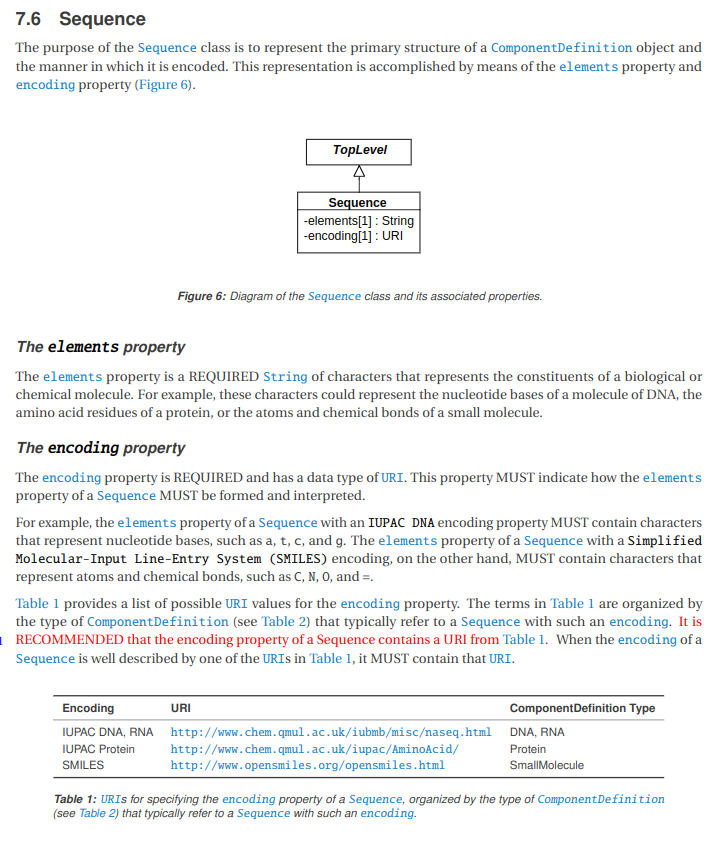 7.6 Sequence
The purpose of the Sequence class is to represent the primary structure of a ComponentDefinition object and
the manner in which it is encoded. This representation is accomplished by means of the elements property and
encoding property (Figure 6).
TopLevel
Sequence
-elements[1] : String
-encoding[1] : URI
Figure 6: Diagram of the Sequence class and its associated properties.
The elements property
The elements property is a REQUIRED String of characters that represents the constituents of a biological or
chemical molecule. For example, these characters could represent the nucleotide bases of a molecule of DNA, the
amino acid residues of a protein, or the atoms and chemical bonds of a small molecule.
The encoding property
The encoding property is REQUIRED and has a data type of URI. This property MUST indicate how the elements
property of a Sequence MUST be formed and interpreted.
For example, the elements property of a Sequence with an IUPAC DNA encoding property MUST contain characters
that represent nucleotide bases, such as a, t, c, and g. The elements property of a Sequence with a Simplified
Molecular-Input Line-Entry System (SMILES) encoding, on the other hand, MUST contain characters that
represent atoms and chemical bonds, such as C, N, O, and =.
Table 1 provides a list of possible URI values for the encoding property. The terms in Table 1 are organized by
the type of ComponentDefinition (see Table 2) that typically refer to a Sequence with such an encoding. It is
RECOMMENDED that the encoding property of a Sequence contains a URI from Table 1. When the encoding of a
Sequence is well described by one of the URIs in Table 1, it MUST contain that URI.
Encoding URI ComponentDefinition Type
IUPAC DNA, RNA http://www.chem.qmul.ac.uk/iubmb/misc/naseq.html DNA, RNA
IUPAC Protein http://www.chem.qmul.ac.uk/iupac/AminoAcid/ Protein
SMILES http://www.opensmiles.org/opensmiles.html SmallMolecule
Table 1: URIs for specifying the encoding property of a Sequence, organized by the type of ComponentDefinition
(see Table 2) that typically refer to a Sequence with such an encoding.